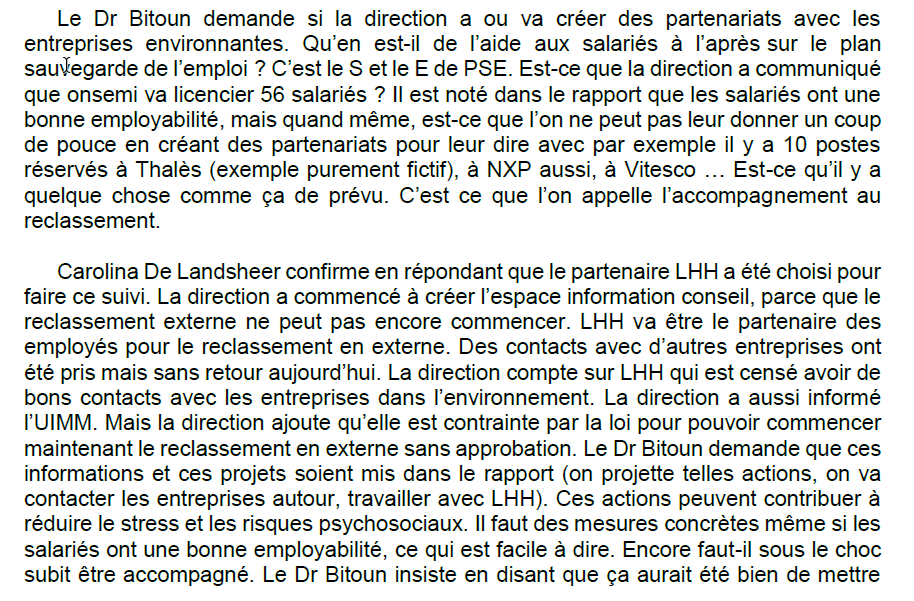 Le Dr Bitoun demande si la direction a ou va créer des partenariats avec les
entreprises environnantes. Qu’en est-il de l’aide aux salariés à l’après sur le plan
sauvegarde de l’emploi ? C’est le S et le E de PSE. Est-ce que la direction a communiqué
que onsemi va licencier 56 salariés ? Il est noté dans le rapport que les salariés ont une
bonne employabilité, mais quand même, est-ce que l’on ne peut pas leur donner un coup
de pouce en créant des partenariats pour leur dire avec par exemple il y a 10 postes
réservés à Thalès (exemple purement fictif), à NXP aussi, à Vitesco … Est-ce qu’il y a
quelque chose comme ça de prévu. C’est ce que l’on appelle l’accompagnement au
reclassement.
Carolina De Landsheer confirme en répondant que le partenaire LHH a été choisi pour
faire ce suivi. La direction a commencé à créer l’espace information conseil, parce que le
reclassement externe ne peut pas encore commencer. LHH va être le partenaire des
employés pour le reclassement en externe. Des contacts avec d’autres entreprises ont
été pris mais sans retour aujourd’hui. La direction compte sur LHH qui est censé avoir de
bons contacts avec les entreprises dans l’environnement. La direction a aussi informé
l’UIMM. Mais la direction ajoute qu’elle est contrainte par la loi pour pouvoir commencer
maintenant le reclassement en externe sans approbation. Le Dr Bitoun demande que ces
informations et ces projets soient mis dans le rapport (on projette telles actions, on va
contacter les entreprises autour, travailler avec LHH). Ces actions peuvent contribuer à
réduire le stress et les risques psychosociaux. Il faut des mesures concrètes même si les
salariés ont une bonne employabilité, ce qui est facile à dire. Encore faut-il sous le choc
subit être accompagné. Le Dr Bitoun insiste en disant que ça aurait été bien de mettre